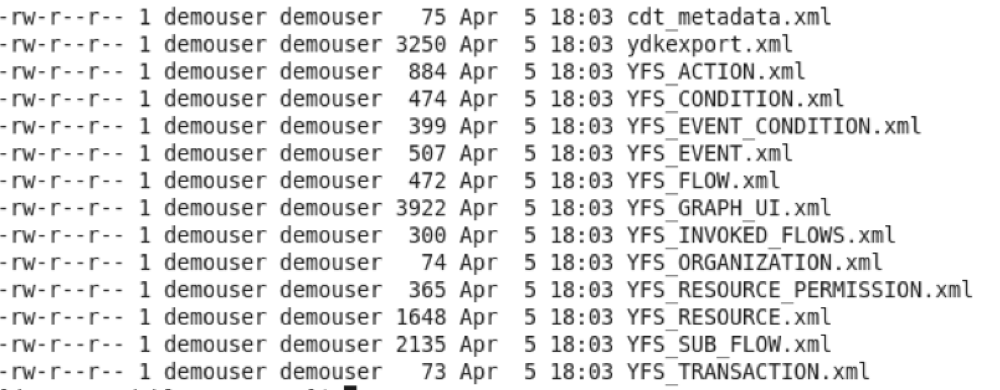 -rw-r--r-- 1 demouser demouser   75 Apr  5 18:03 cdt_metadata.xml
-rw-r--r-- 1 demouser demouser 3250 Apr  5 18:03 ydkexport.xml
-rw-r--r-- 1 demouser demouser  884 Apr  5 18:03 YFS_ACTION.xml
-rw-r--r-- 1 demouser demouser  474 Apr  5 18:03 YFS_CONDITION.xml
-rw-r--r-- 1 demouser demouser  399 Apr  5 18:03 YFS_EVENT_CONDITION.xml
-rw-r--r-- 1 demouser demouser  507 Apr  5 18:03 YFS_EVENT.xml
-rw-r--r-- 1 demouser demouser  472 Apr  5 18:03 YFS_FLOW.xml
-rw-r--r-- 1 demouser demouser 3922 Apr  5 18:03 YFS_GRAPH_UI.xml
-rw-r--r-- 1 demouser demouser  300 Apr  5 18:03 YFS_INVOKED_FLOWS.xml
-rw-r--r-- 1 demouser demouser   74 Apr  5 18:03 YFS_ORGANIZATION.xml
-rw-r--r-- 1 demouser demouser  365 Apr  5 18:03 YFS_RESOURCE_PERMISSION.xml
-rw-r--r-- 1 demouser demouser 1648 Apr  5 18:03 YFS_RESOURCE.xml
-rw-r--r-- 1 demouser demouser 2135 Apr  5 18:03 YFS_SUB_FLOW.xml
-rw-r--r-- 1 demouser demouser   73 Apr  5 18:03 YFS_TRANSACTION.xml